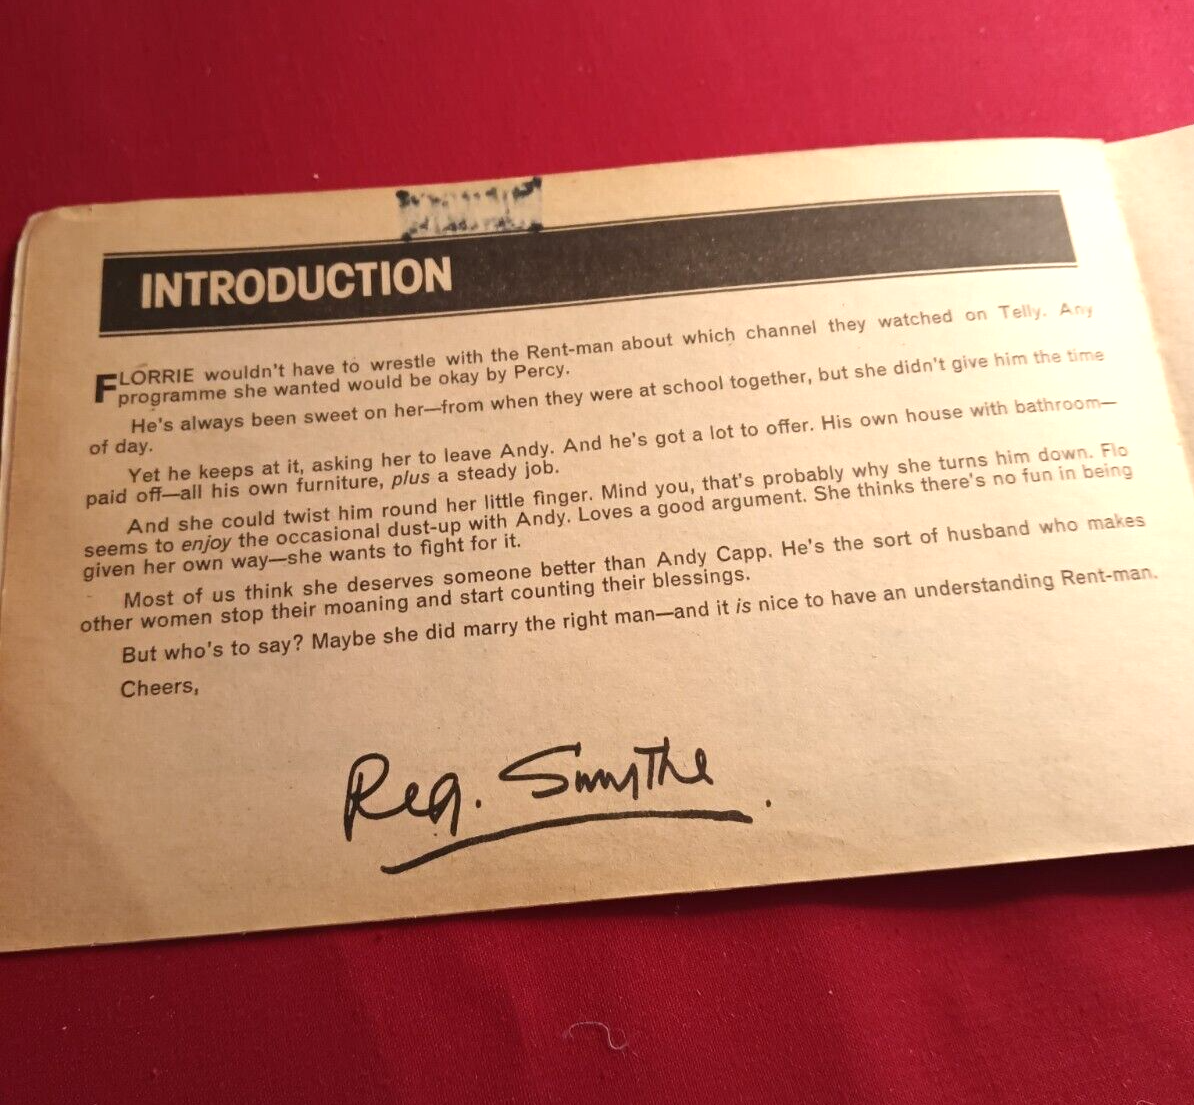 INTRODUCTION
FLORRIE wouldn't have to wrestle with the Rent-man about which channel they watched on Telly. Any
programme she wanted would be okay by Percy.
He's always been sweet on her—from when they were at school together, but she didn't give him the time
of day.
Yet he keeps at it, asking her to leave Andy. And he's got a lot to offer. His own house with bathroom—
paid off—all his own furniture, plus a steady job.
And she could twist him round her little finger. Mind you, that's probably why she turns him down. Flo
seems to enjoy the occasional dust-up with Andy. Loves a good argument. She thinks there's no fun in being
given her own way—she wants to fight for it.
Most of us think she deserves someone better than Andy Capp. He's the sort of husband who makes
other women stop their moaning and start counting their blessings.
But who's to say? Maybe she did marry the right man—and it is nice to have an understanding Rent-man.
Cheers,
Reg. Smythe.